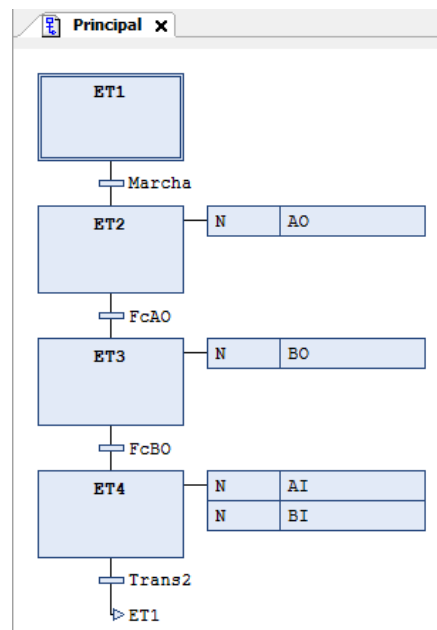 Principal
ET1
Marcha
ET2 N AO
FcAO
ET3 N BO
FcBO
ET4 N AI
N BI
Trans2
ET1